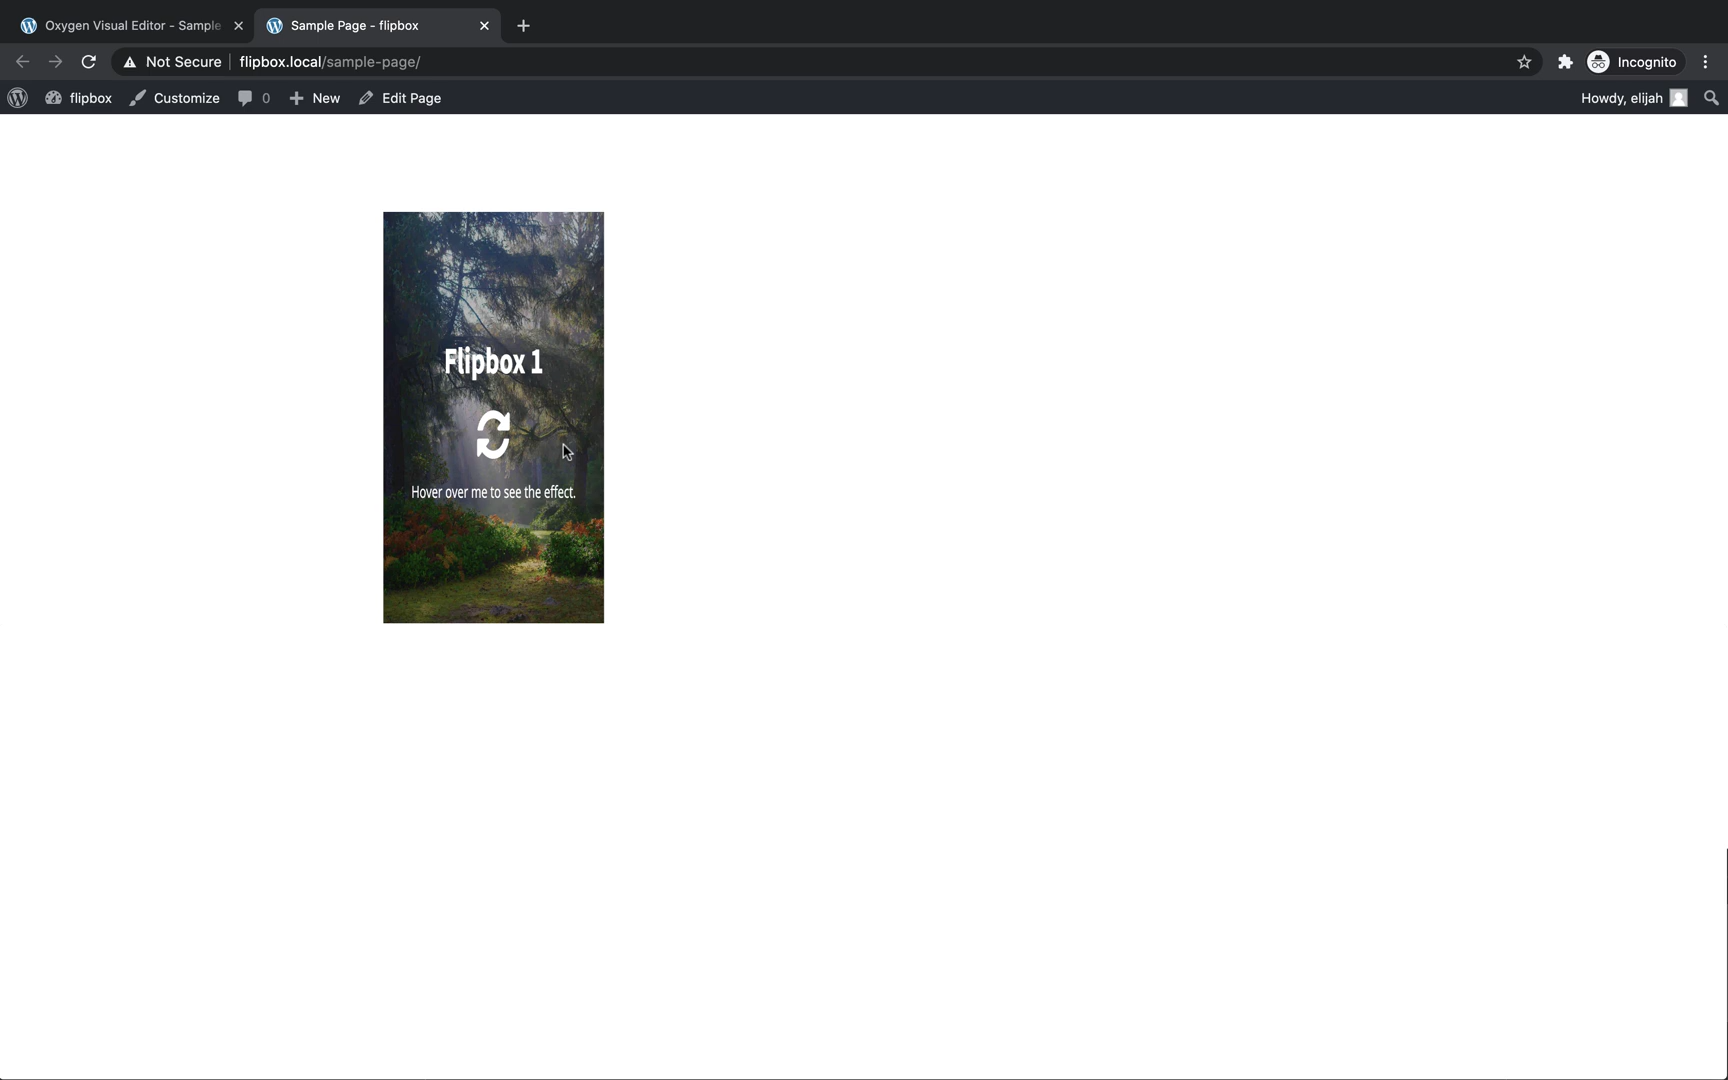 Oxygen Visual Editor - Sample
Sample Page - flipbox
Not Secure flipbox.local/sample-page/
Incognito
flipbox Customize 0 New Edit Page
Howdy, elijah
Flipbox 1
Hover over me to see the effect.